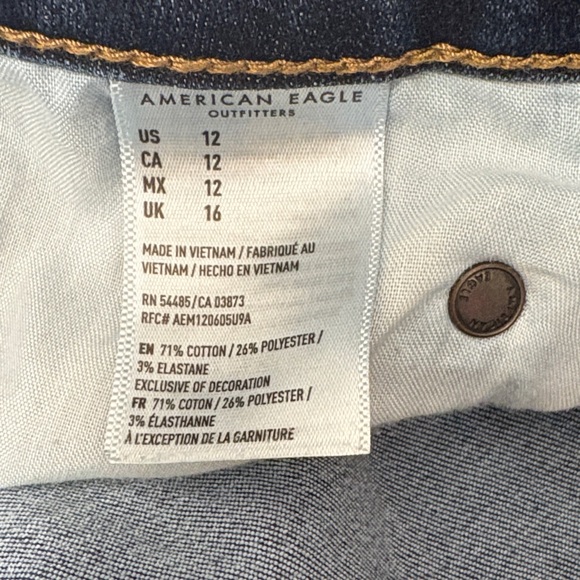 AMERICAN EAGLE
OUTFITTERS
US 12
CA 12
MX 12
UK 16
MADE IN VIETNAM / FABRIQUÉ AU
VIETNAM / HECHO EN VIETNAM
RN 54485/CA 03873
RFC# AEM120605U9A
EN 71% COTTON / 26% POLYESTER /
3% ELASTANE
EXCLUSIVE OF DECORATION
FR 71% COTON / 26% POLYESTER /
3% ÉLASTHANNE
À L'EXCEPTION DE LA GARNITURE
AMERICAN EAGLE